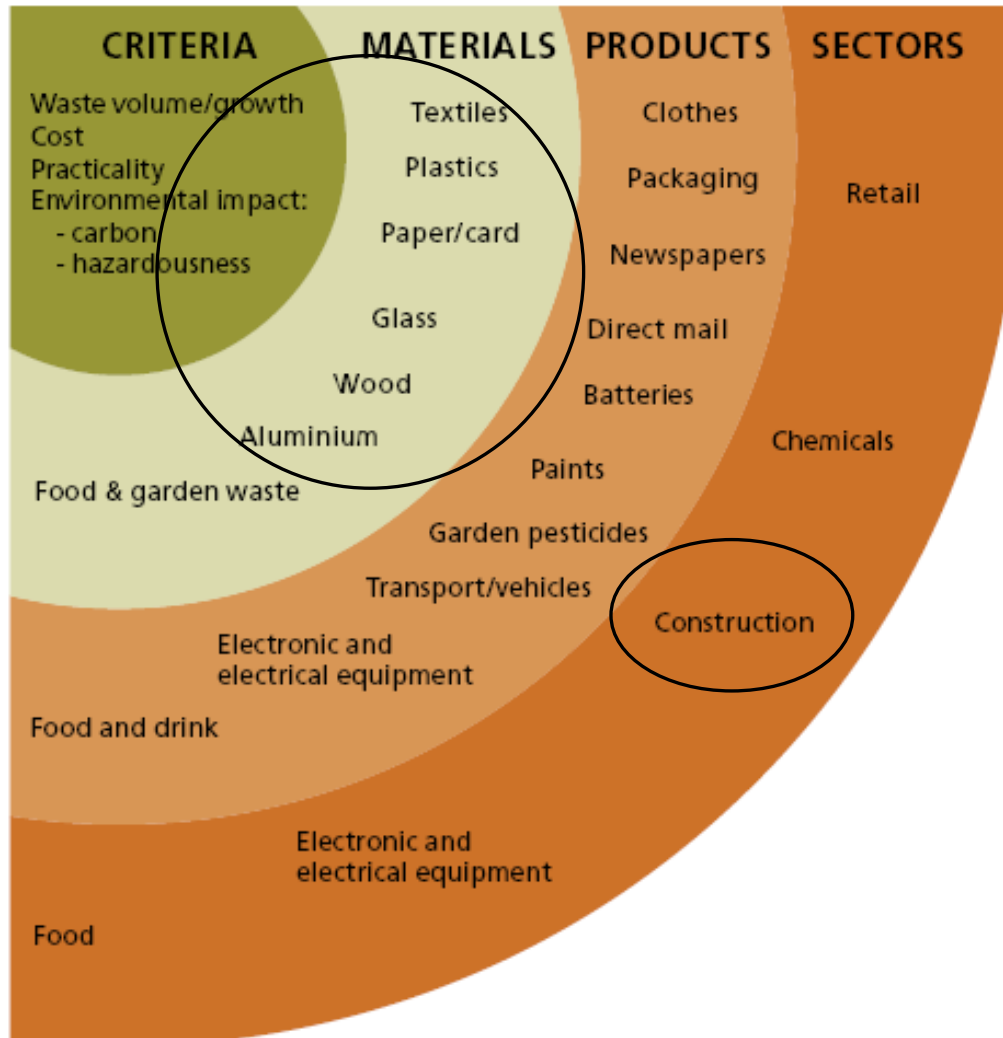 CRITERIA
Waste volume/growth
Cost
Practicality
Environmental impact:
- carbon
- hazardousness
MATERIALS
Textiles
Plastics
Paper/card
Glass
Wood
Aluminium
Food & garden waste
PRODUCTS
Clothes
Packaging
Newspapers
Direct mail
Batteries
Paints
Garden pesticides
Transport/vehicles
Electronic and
electrical equipment
Food and drink
SECTORS
Retail
Chemicals
Construction
Electronic and
electrical equipment
Food